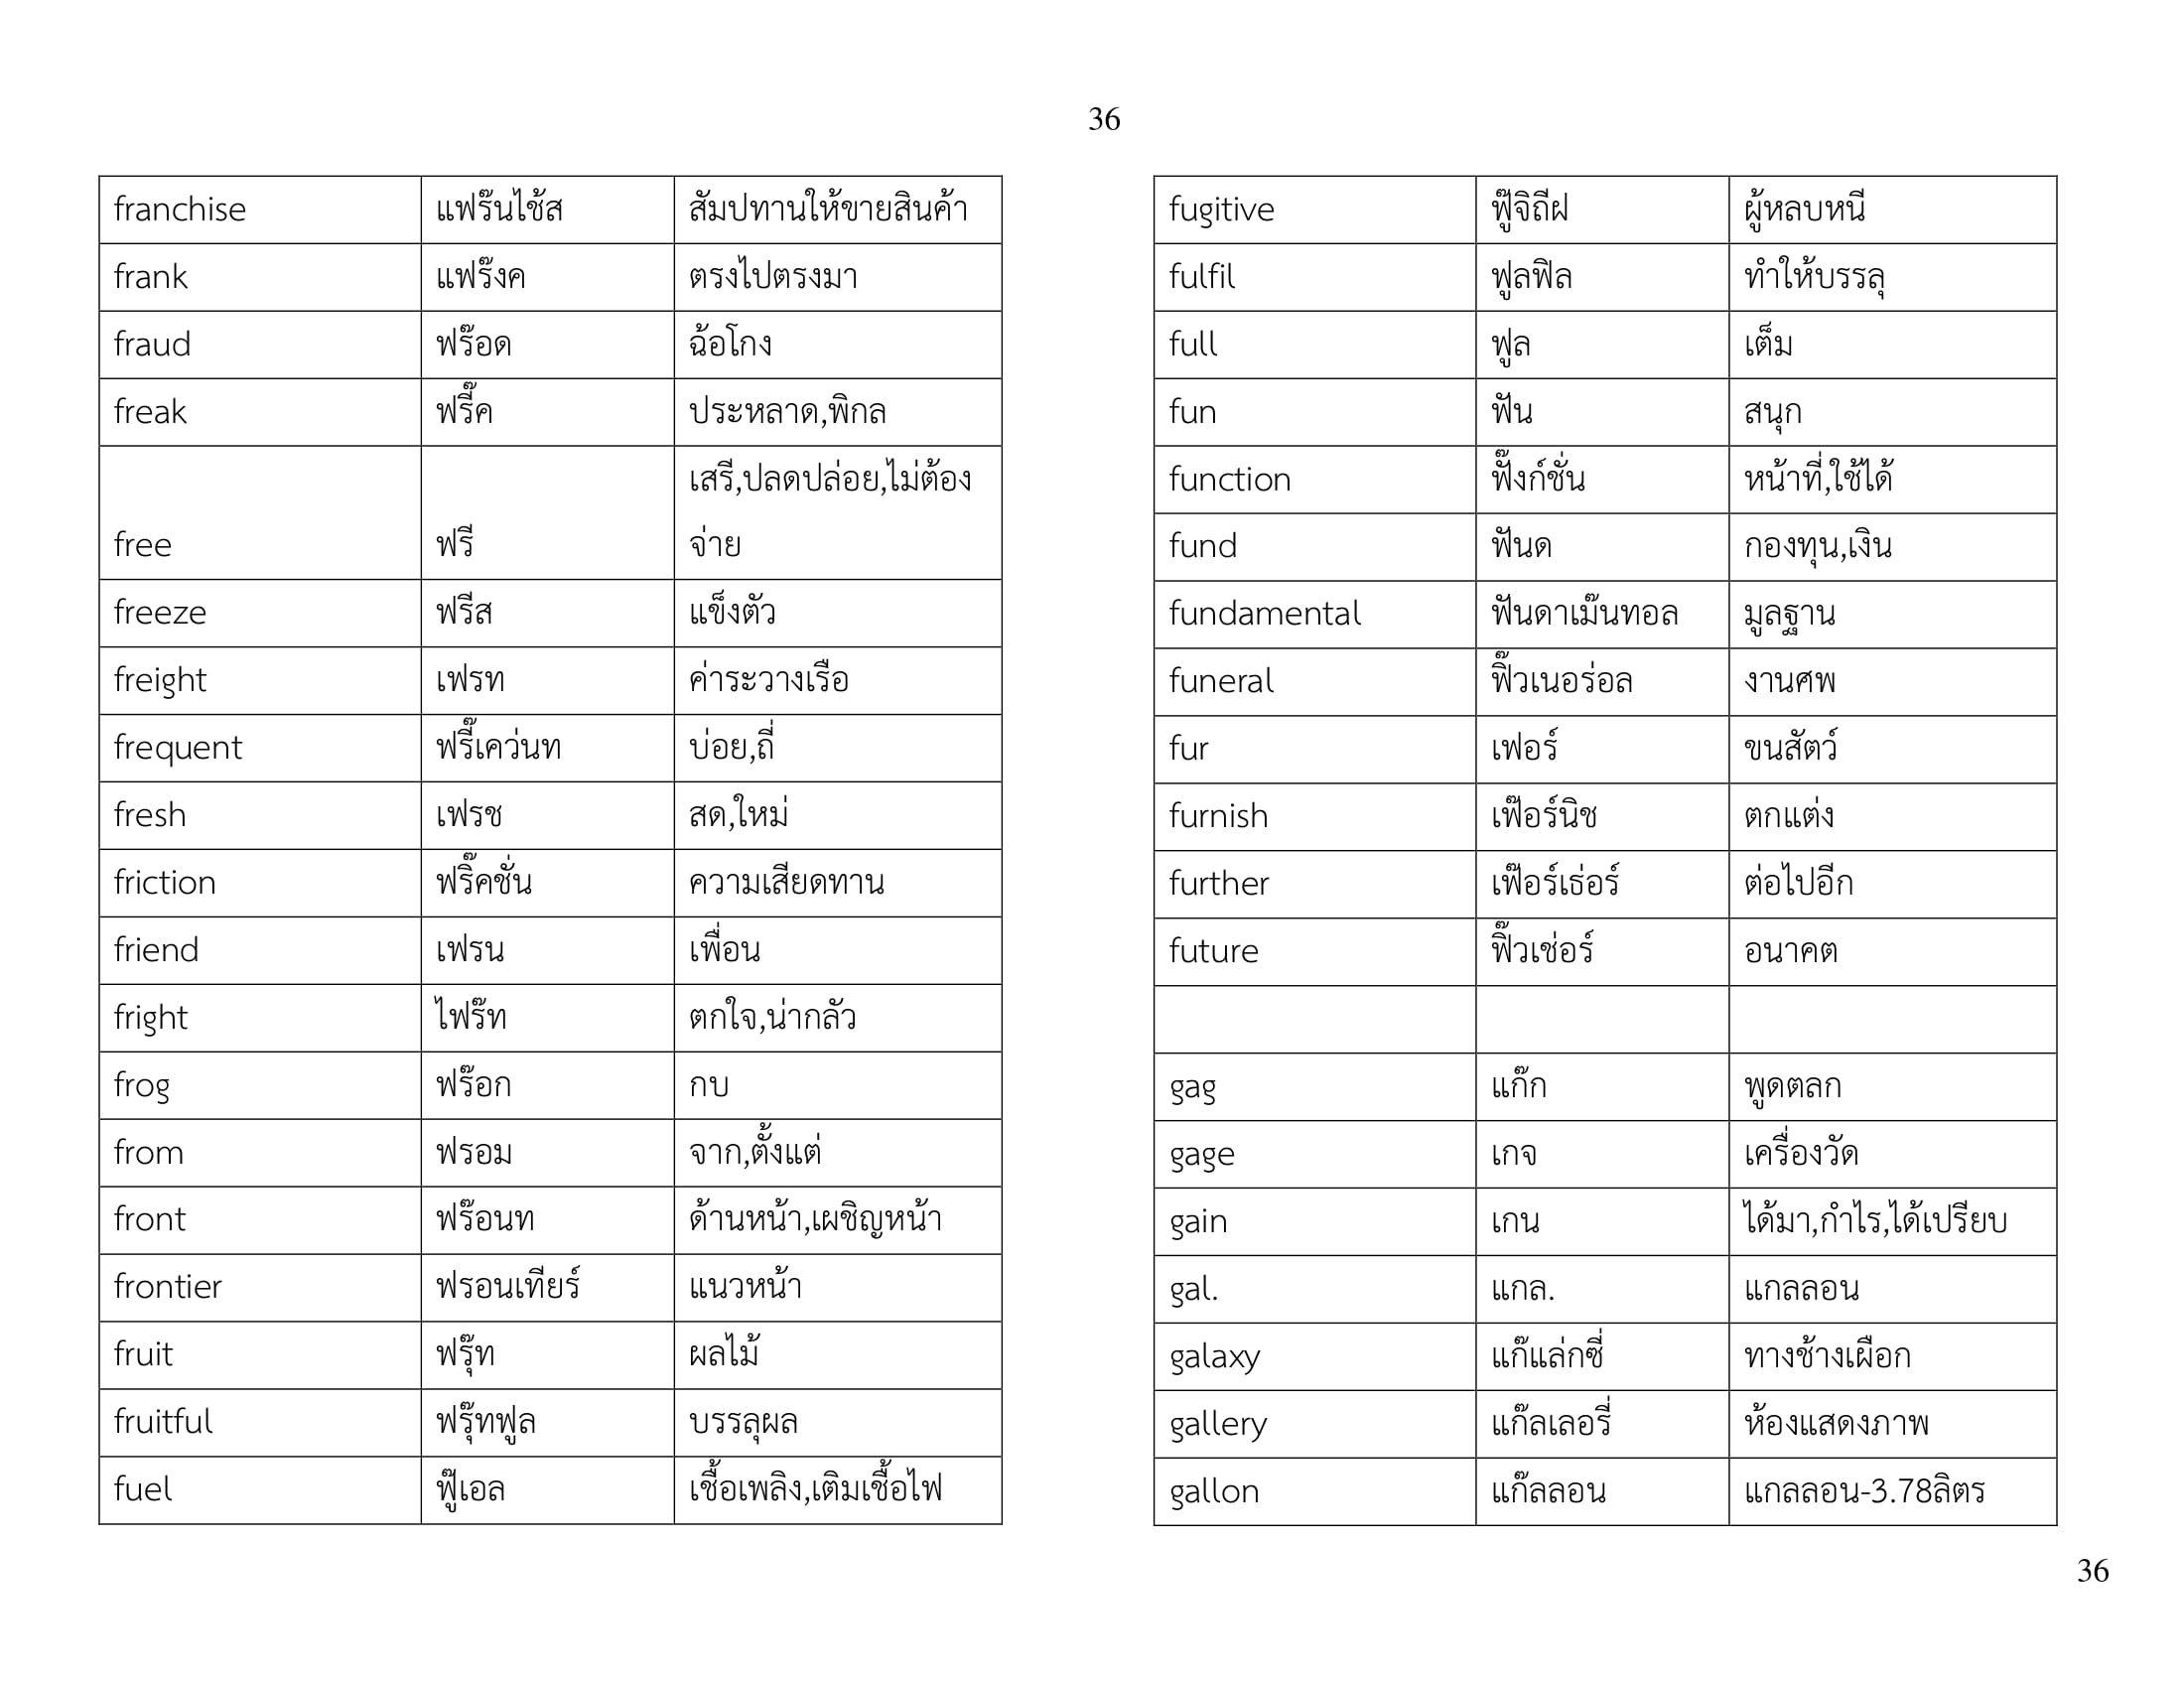 36
franchise แฟร๊นไช้ส สัมปทานให้ขายสินค้า
frank แฟร๊งค ตรงไปตรงมา
fraud ฟร๊อด ฉ้อโกง
freak ฟรี๊ค ประหลาด,พิกล
เสรี,ปลดปล่อย,ไม่ต้อง
free ฟรี จ่าย
freeze ฟรีส แข็งตัว
freight เฟรท ค่าระวางเรือ
frequent ฟรี๊เคว่นท บ่อย,ถี่
fresh เฟรช สด,ใหม่
friction ฟริ๊คชั่น ความเสียดทาน
friend เฟรน เพื่อน
fright ไฟร๊ท ตกใจ,น่ากลัว
frog ฟร๊อก กบ
from ฟรอม จาก,ตั้งแต่
front ฟร๊อนท ด้านหน้า,เผชิญหน้า
frontier ฟรอนเทียร์ แนวหน้า
fruit ฟรุ๊ท ผลไม้
fruitful ฟรุ๊ทฟูล บรรลุผล
fuel ฟู๊เอล เชื้อเพลิง,เติมเชื้อไฟ
fugitive ฟู๊จิถีฝ ผู้หลบหนี
fulfil ฟูลฟิล ทำให้บรรลุ
full ฟูล เต็ม
fun ฟัน สนุก
function ฟั๊งก์ชั่น หน้าที่,ใช้ได้
fund ฟันด กองทุน,เงิน
fundamental ฟันดาเม๊นทอล มูลฐาน
funeral ฟิ๊วเนอร่อล งานศพ
fur เฟอร์ ขนสัตว์
furnish เฟ๊อร์นิช ตกแต่ง
further เฟ๊อร์เธ่อร์ ต่อไปอีก
future ฟิ๊วเช่อร์ อนาคต
gag แก๊ก พูดตลก
gage เกจ เครื่องวัด
gain เกน ได้มา,กำไร,ได้เปรียบ
gal. แกล. แกลลอน
galaxy แก๊แล่กซี่ ทางช้างเผือก
gallery แก๊ลเลอรี่ ห้องแสดงภาพ
gallon แก๊ลลอน แกลลอน-3.78ลิตร
36